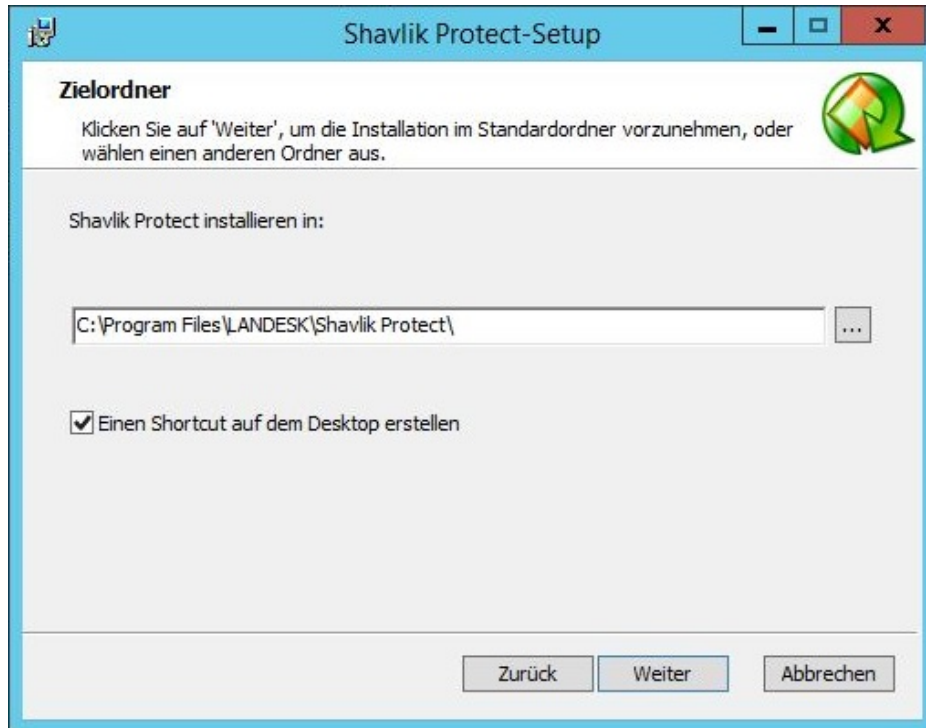 Shavlik Protect-Setup
Zielordner
Klicken Sie auf 'Weiter', um die Installation im Standardordner vorzunehmen, oder
wählen einen anderen Ordner aus.
Shavlik Protect installieren in:
C:\Program Files\LANDESK\Shavlik Protect\
...
Einen Shortcut auf dem Desktop erstellen
Zurück Weiter Abbrechen